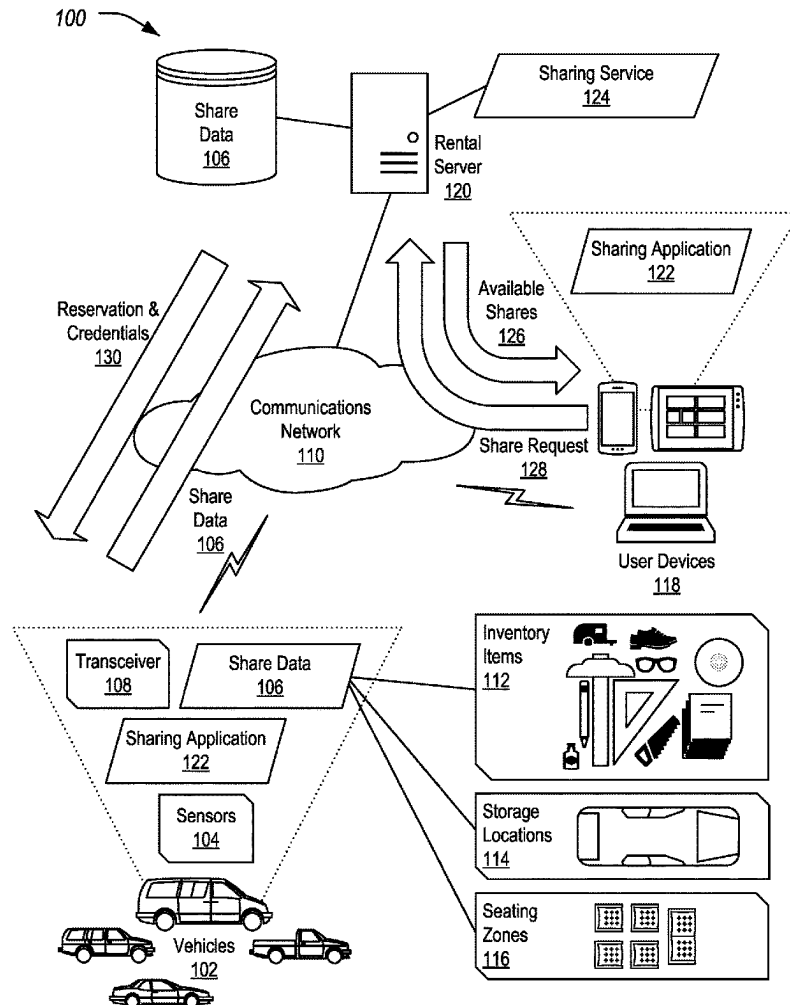 100
Share
Data
106
Rental
Server
120
Sharing Service
124
Sharing Application
122
Reservation &
Credentials
130
Available
Shares
126
Communications
Network
110
Share Request
128
Share
Data
106
User Devices
118
Transceiver
108
Share Data
106
Sharing Application
122
Sensors
104
Vehicles
102
Inventory
Items
112
Storage
Locations
114
Seating
Zones
116